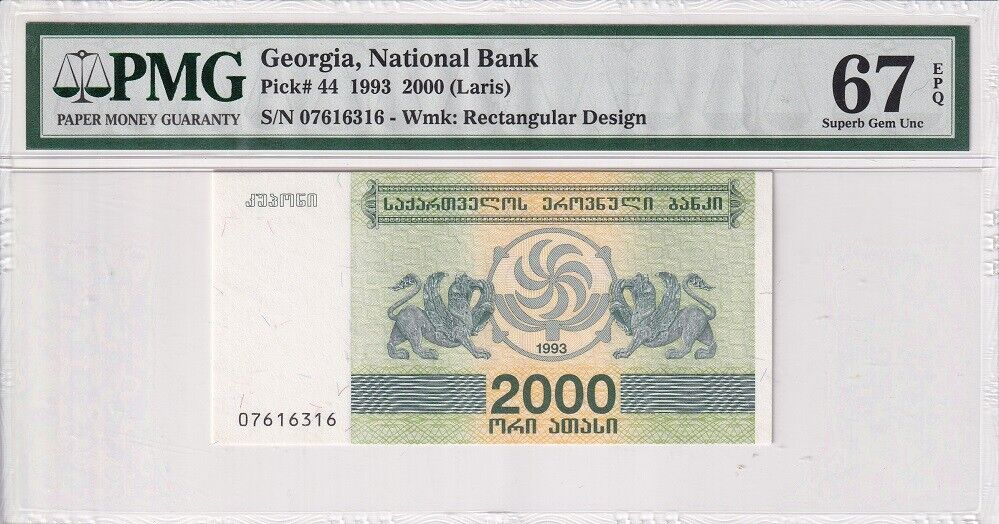 PMG
PAPER MONEY GUARANTY
Georgia, National Bank
Pick# 44 1993 2000 (Laris)
S/N 07616316 - Wmk: Rectangular Design
67 EPQ
Superb Gem Unc
კუპონი
საქართველოს ეროვნული ბანკი
1993
2000
ორი ათასი
07616316